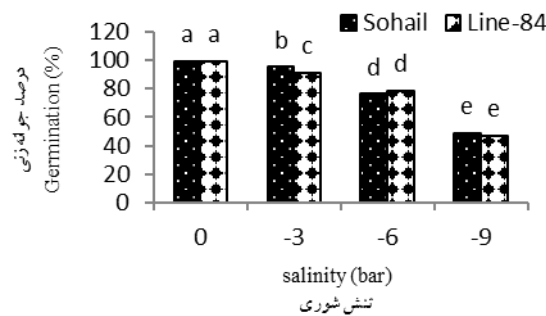 Sohail Line-84
120
100
80
60
40
20
0
درصد جوانه‌زنی
Germination (%)
a a b c d d e e
0 -3 -6 -9
salinity (bar)
تنش شوری